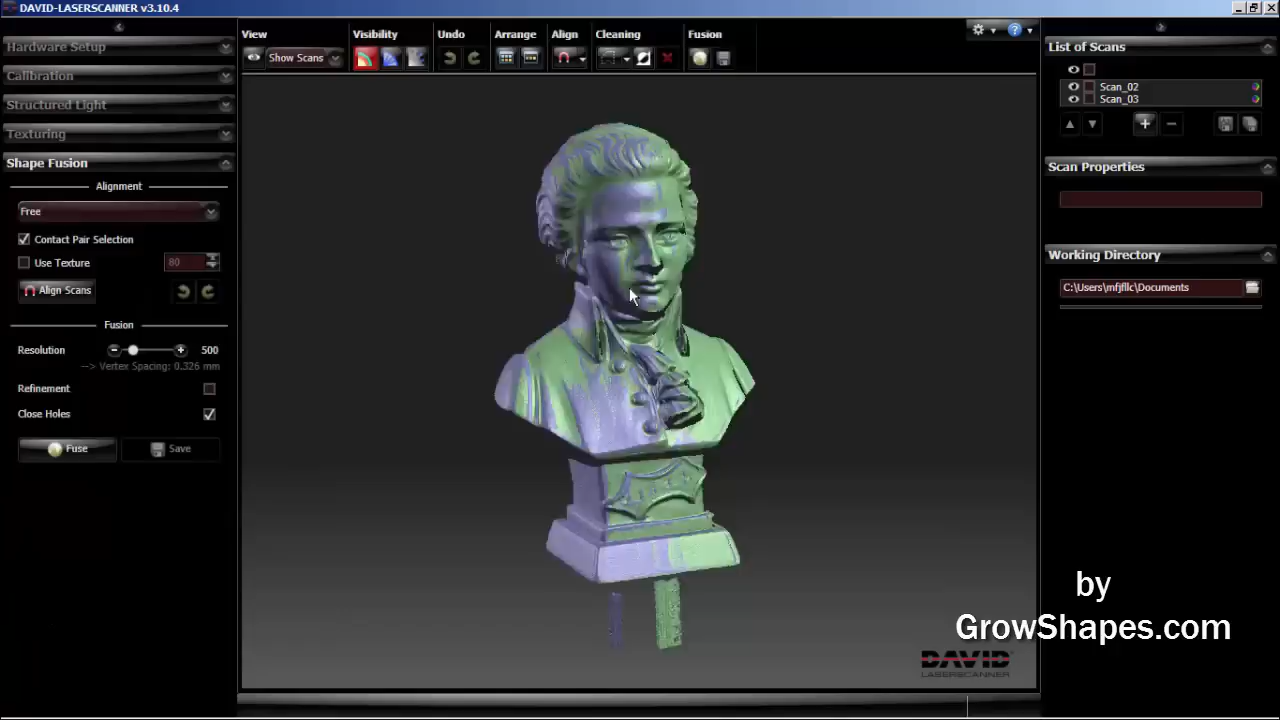 DAVID-LASERSCANNER v3.10.4
Hardware Setup
Calibration
Structured Light
Texturing
Shape Fusion
Alignment
Free
Contact Pair Selection
Use Texture
80
Align Scans
Fusion
Resolution
500
--> Vertex Spacing: 0.326 mm
Refinement
Close Holes
Fuse
Save
View
Visibility
Undo
Arrange
Align
Cleaning
Fusion
Show Scans
?
List of Scans
Scan_02
Scan_03
Scan Properties
Working Directory
C:\Users\mfjfllc\Documents
by
GrowShapes.com
DAVID
LASERSCANNER